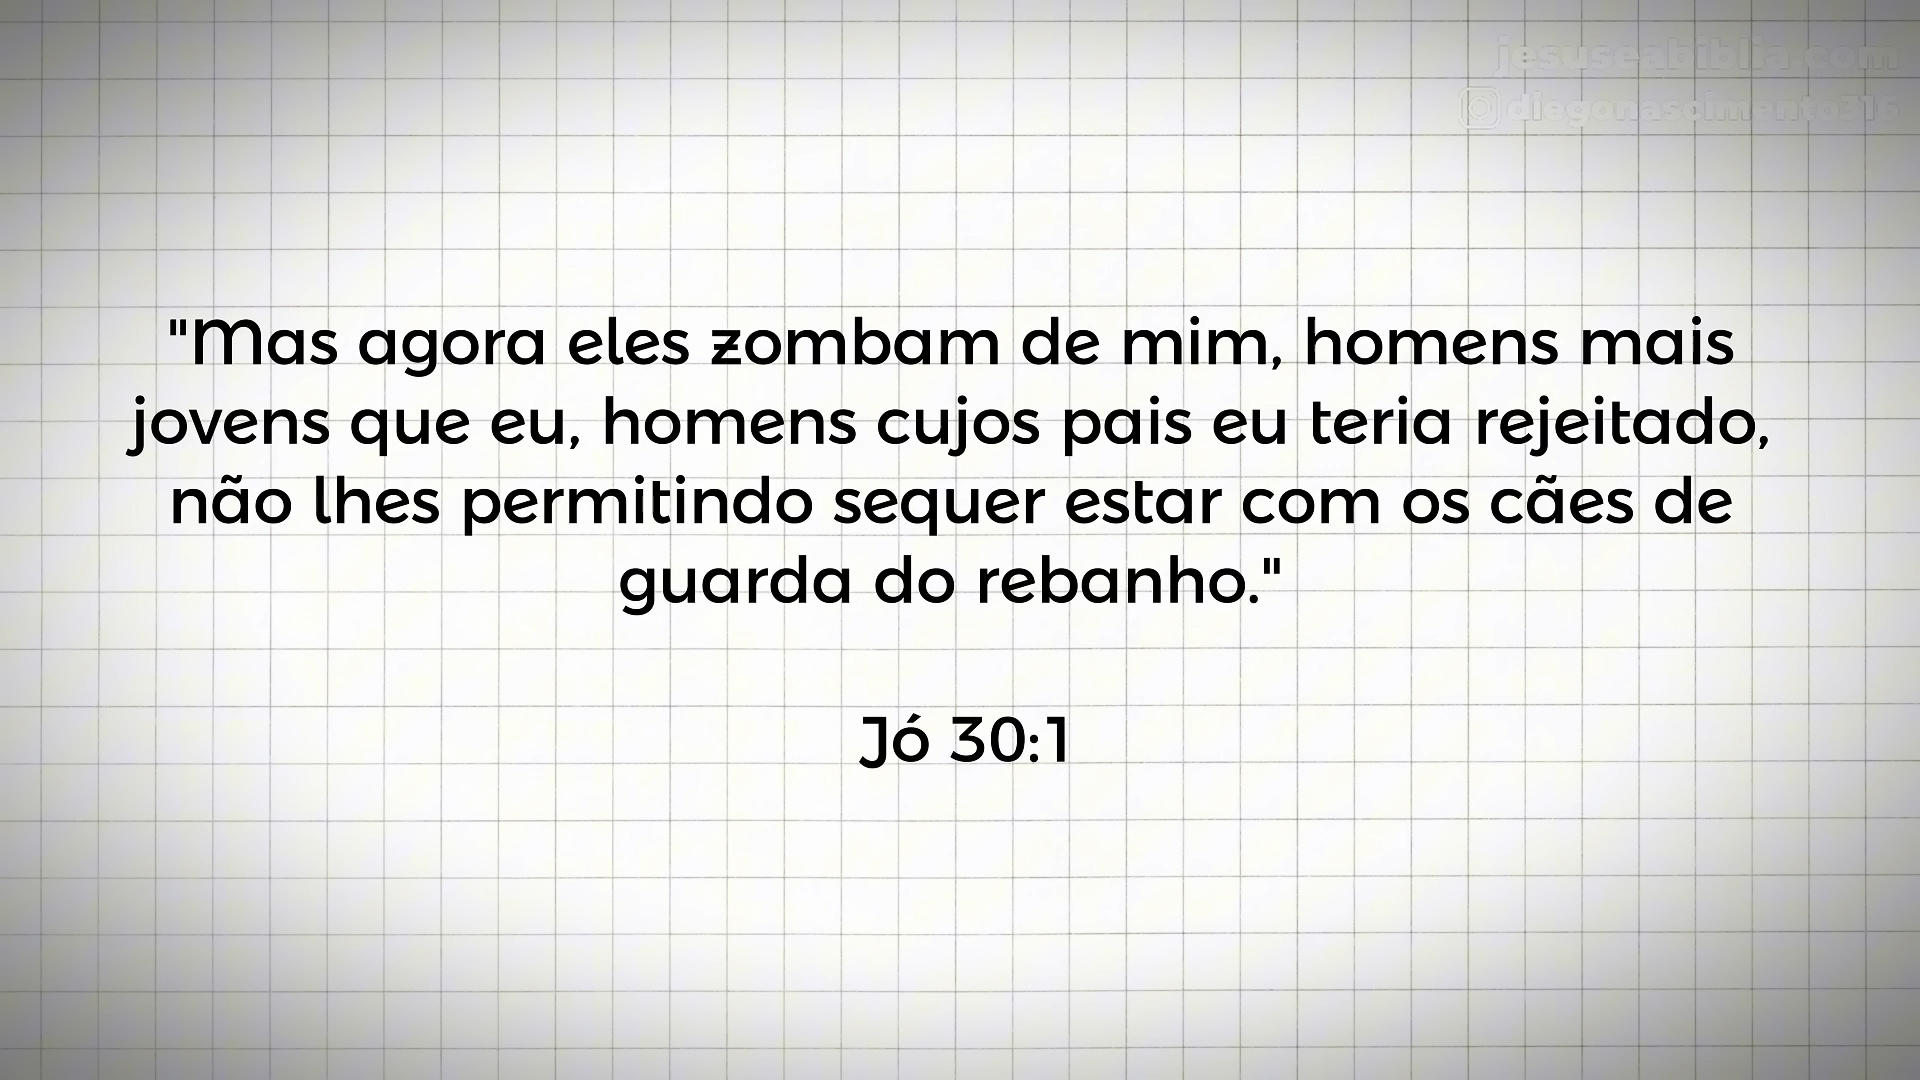 jesuseabiblia.com
diegonascimento316
"Mas agora eles zombam de mim, homens mais
jovens que eu, homens cujos pais eu teria rejeitado,
não lhes permitindo sequer estar com os cães de
guarda do rebanho."
Jó 30:1